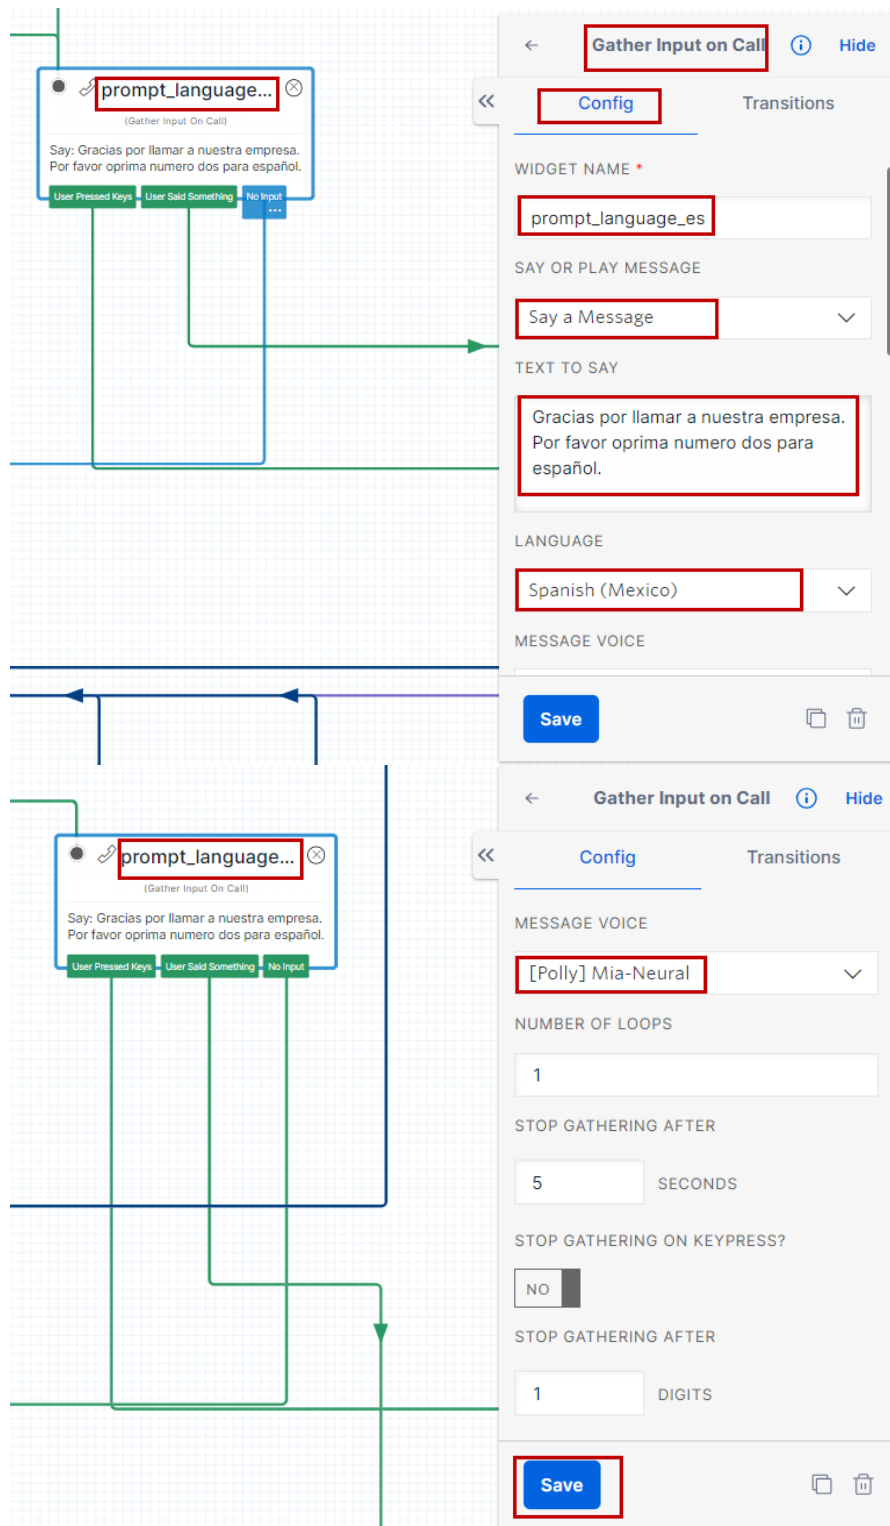 prompt_language...
(Gather Input On Call)
Say: Gracias por llamar a nuestra empresa.
Por favor oprima numero dos para español.
User Pressed Keys
User Said Something
No Input
...
Gather Input on Call
Hide
Config
Transitions
WIDGET NAME *
prompt_language_es
SAY OR PLAY MESSAGE
Say a Message
TEXT TO SAY
Gracias por llamar a nuestra empresa.
Por favor oprima numero dos para
español.
LANGUAGE
Spanish (Mexico)
MESSAGE VOICE
Save
prompt_language...
(Gather Input On Call)
Say: Gracias por llamar a nuestra empresa.
Por favor oprima numero dos para español.
User Pressed Keys
User Said Something
No Input
Gather Input on Call
Hide
Config
Transitions
MESSAGE VOICE
[Polly] Mia-Neural
NUMBER OF LOOPS
1
STOP GATHERING AFTER
5 SECONDS
STOP GATHERING ON KEYPRESS?
NO
STOP GATHERING AFTER
1 DIGITS
Save